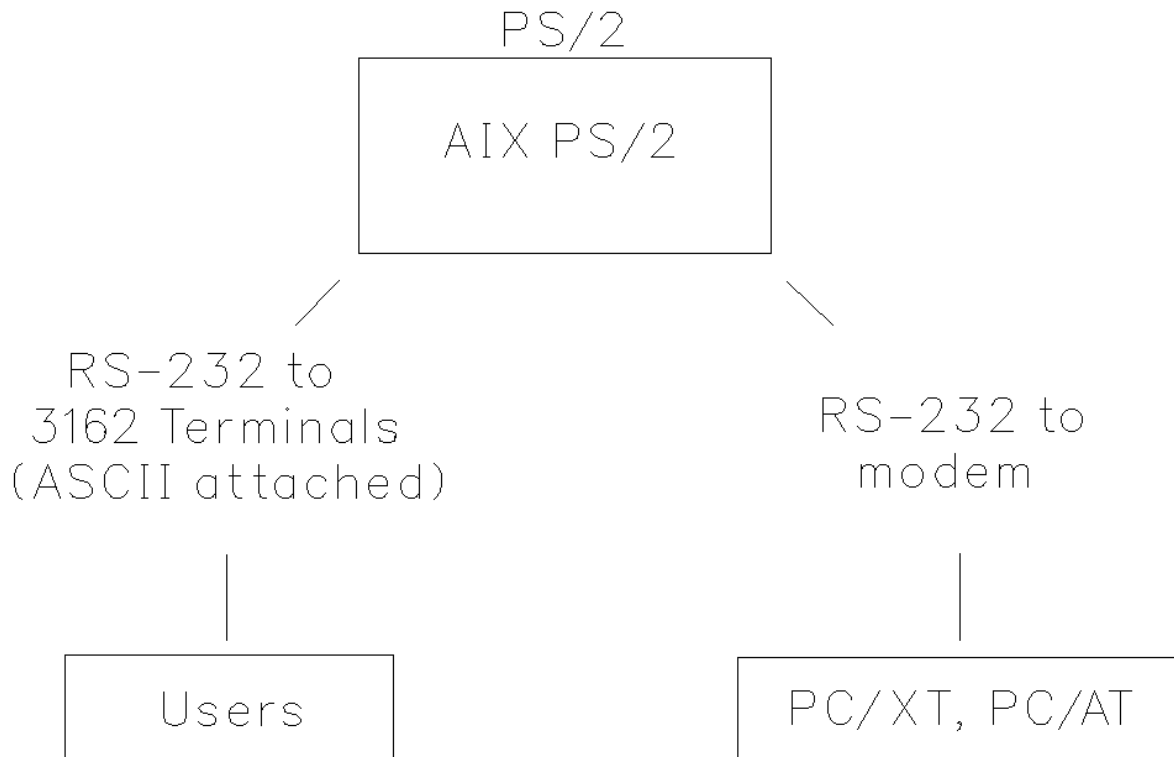 PS/2
AIX PS/2
RS-232 to
3162 Terminals
(ASCII attached)
RS-232 to
modem
Users
PC/XT, PC/AT